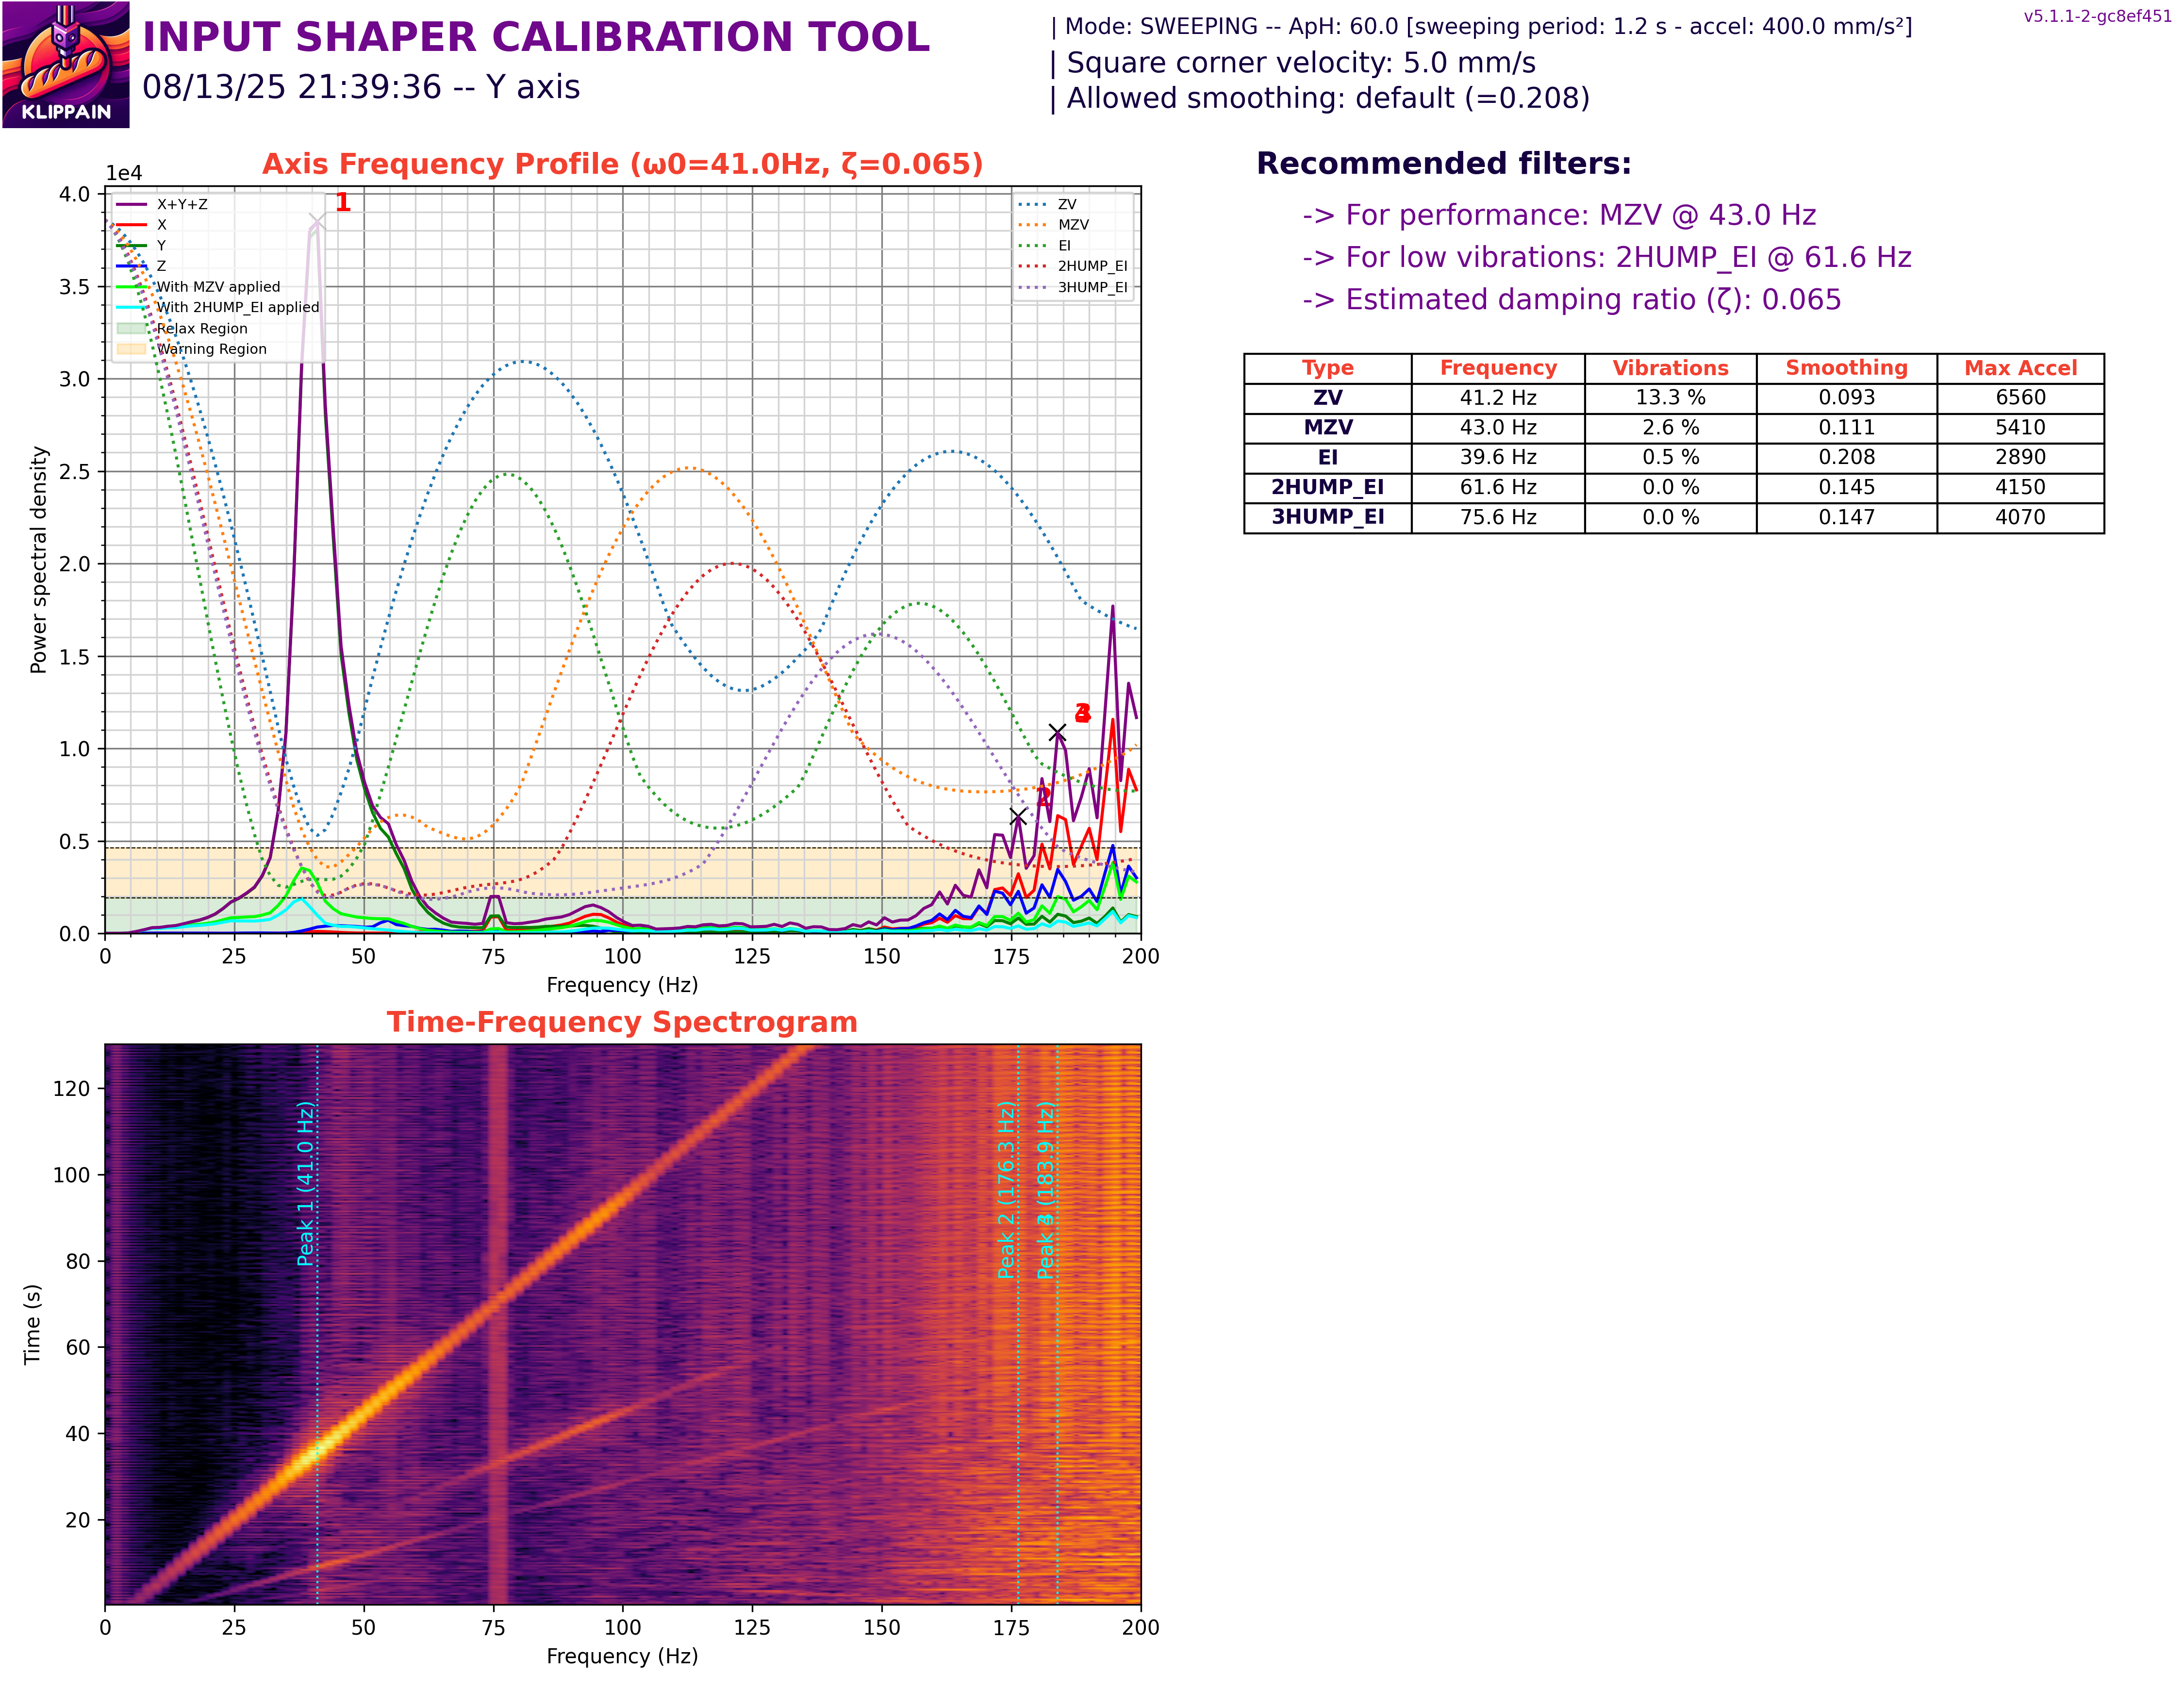 KLIPPAIN
INPUT SHAPER CALIBRATION TOOL
08/13/25 21:39:36 -- Y axis
| Mode: SWEEPING -- ApH: 60.0 [sweeping period: 1.2 s - accel: 400.0 mm/s²]
| Square corner velocity: 5.0 mm/s
| Allowed smoothing: default (=0.208)
v5.1.1-2-gc8ef451
Axis Frequency Profile (ω0=41.0Hz, ζ=0.065)
1e4
4.0
3.5
3.0
2.5
2.0
1.5
1.0
0.5
0.0
Power spectral density
X+Y+Z
X
Y
Z
With MZV applied
With 2HUMP_EI applied
Relax Region
Warning Region
1
ZV
MZV
EI
2HUMP_EI
3HUMP_EI
0 25 50 75 100 125 150 175 200
Frequency (Hz)
Recommended filters:
-> For performance: MZV @ 43.0 Hz
-> For low vibrations: 2HUMP_EI @ 61.6 Hz
-> Estimated damping ratio (ζ): 0.065
Type Frequency Vibrations Smoothing Max Accel
ZV 41.2 Hz 13.3 % 0.093 6560
MZV 43.0 Hz 2.6 % 0.111 5410
EI 39.6 Hz 0.5 % 0.208 2890
2HUMP_EI 61.6 Hz 0.0 % 0.145 4150
3HUMP_EI 75.6 Hz 0.0 % 0.147 4070
Time-Frequency Spectrogram
120
100
80
60
40
20
Time (s)
Peak 1 (41.0 Hz)
Peak 2 (176.3 Hz)
Peak (183.9 Hz)
0 25 50 75 100 125 150 175 200
Frequency (Hz)